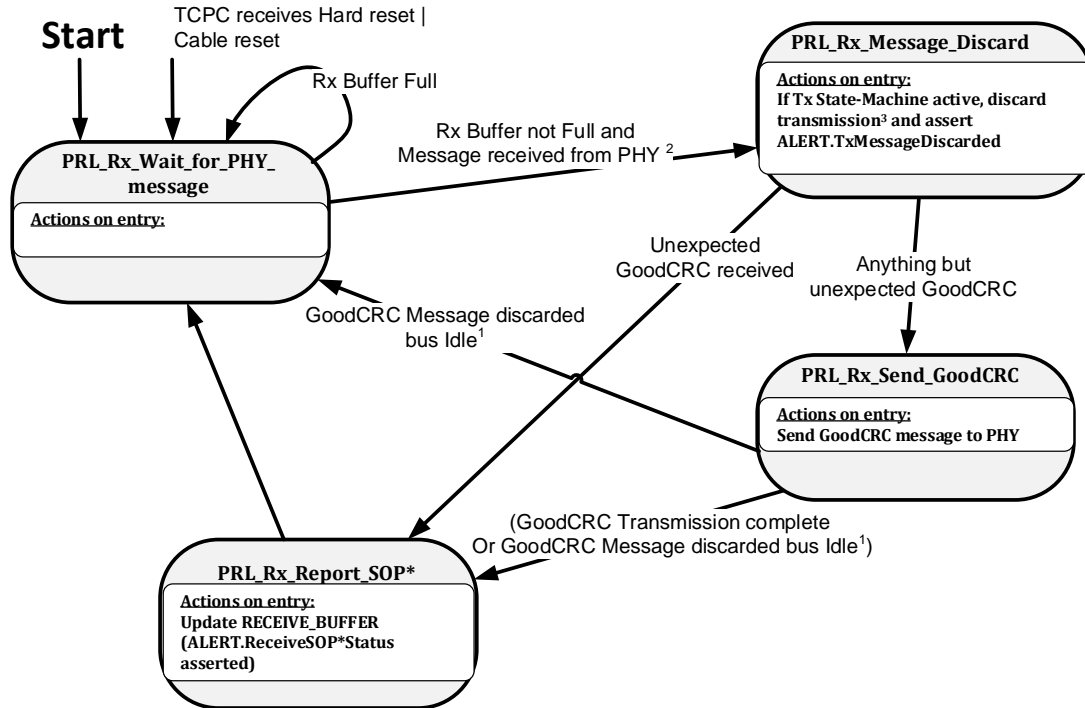 Start
TCPC receives Hard reset |
Cable reset
Rx Buffer Full
PRL_Rx_Wait_for_PHY_
message
Actions on entry:
Rx Buffer not Full and
Message received from PHY ²
PRL_Rx_Message_Discard
Actions on entry:
If Tx State-Machine active, discard
transmission³ and assert
ALERT.TxMessageDiscarded
Unexpected
GoodCRC received
Anything but
unexpected GoodCRC
GoodCRC Message discarded
bus Idle¹
PRL_Rx_Send_GoodCRC
Actions on entry:
Send GoodCRC message to PHY
(GoodCRC Transmission complete
Or GoodCRC Message discarded bus Idle¹)
PRL_Rx_Report_SOP*
Actions on entry:
Update RECEIVE_BUFFER
(ALERT.ReceiveSOP*Status
asserted)